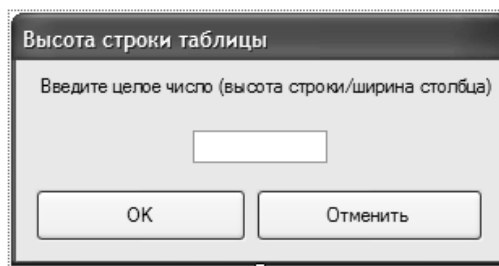 Высота строки таблицы
Введите целое число (высота строки/ширина столбца)
OK
Отменить